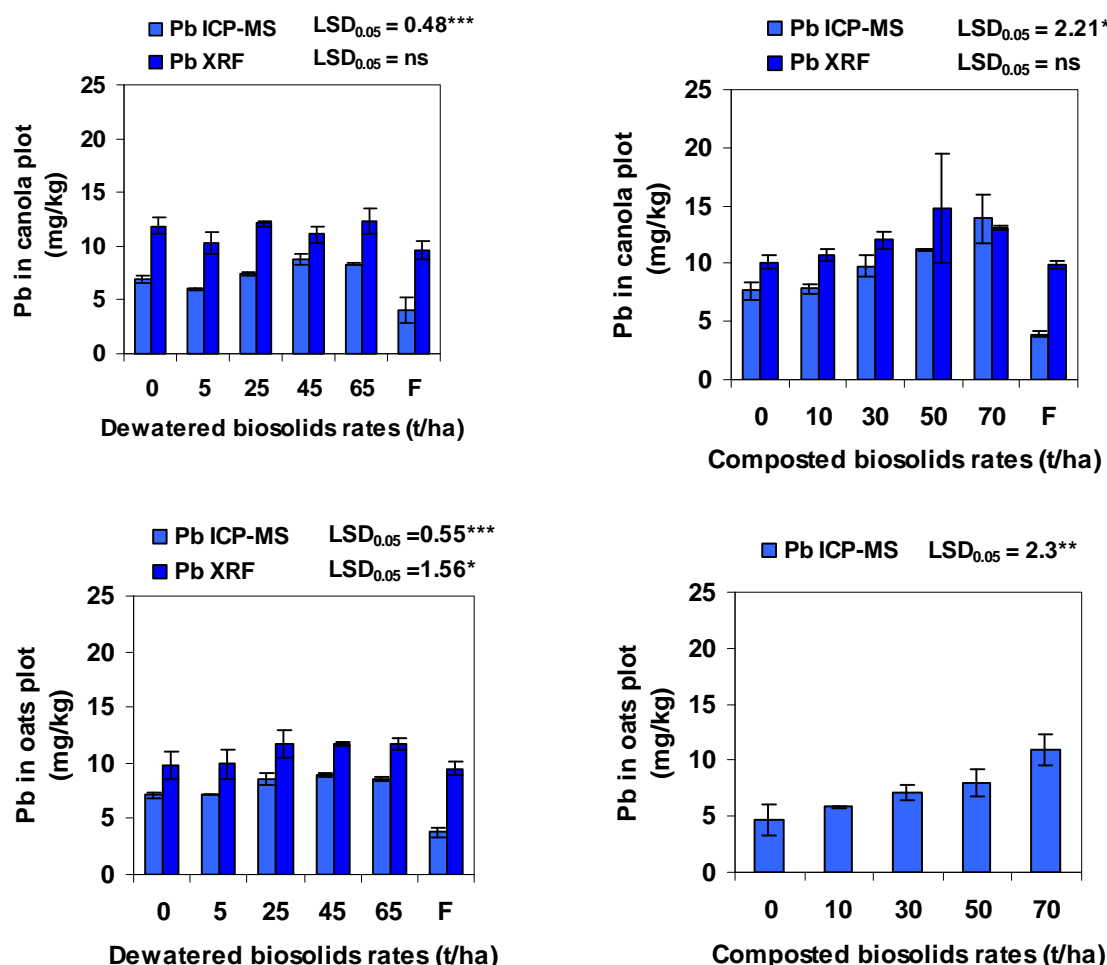 Pb ICP-MS LSD0.05 = 0.48***
Pb XRF LSD0.05 = ns
25
20
15
10
5
0
Pb in canola plot
(mg/kg)
0 5 25 45 65 F
Dewatered biosolids rates (t/ha)
Pb ICP-MS LSD0.05 = 2.21*
Pb XRF LSD0.05 = ns
25
20
15
10
5
0
Pb in canola plot
(mg/kg)
0 10 30 50 70 F
Composted biosolids rates (t/ha)
Pb ICP-MS LSD0.05 =0.55***
Pb XRF LSD0.05 =1.56*
25
20
15
10
5
0
Pb in oats plot
(mg/kg)
0 5 25 45 65 F
Dewatered biosolids rates (t/ha)
Pb ICP-MS LSD0.05 = 2.3**
25
20
15
10
5
0
Pb in oats plot
(mg/kg)
0 10 30 50 70
Composted biosolids rates (t/ha)